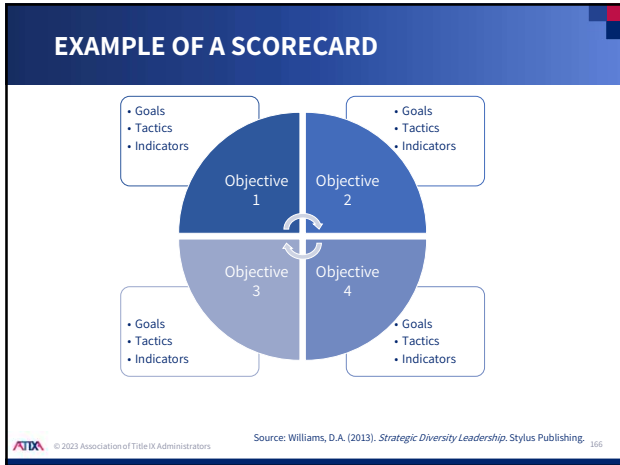 EXAMPLE OF A SCORECARD
• Goals
• Tactics
• Indicators
• Goals
• Tactics
• Indicators
Objective
1
Objective
2
Objective
3
Objective
4
• Goals
• Tactics
• Indicators
• Goals
• Tactics
• Indicators
ATIXA © 2023 Association of Title IX Administrators
Source: Williams, D.A. (2013). Strategic Diversity Leadership. Stylus Publishing.
166